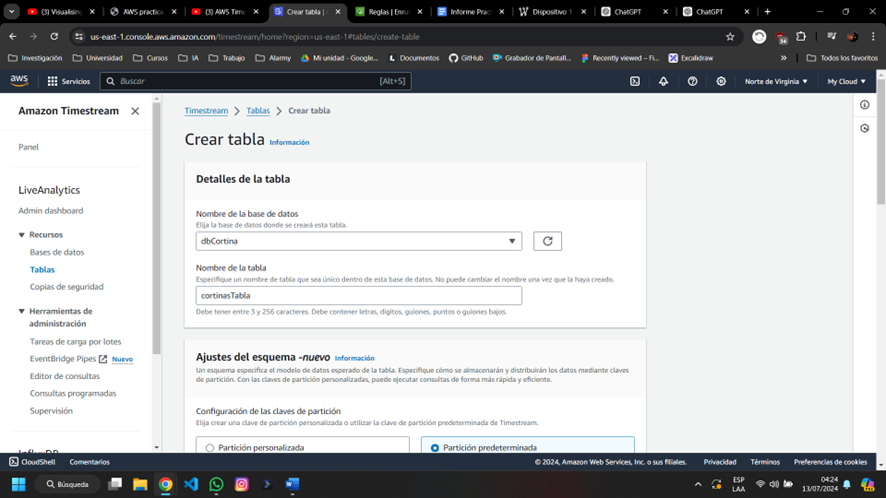 (3) Visualising
AWS practica
(3) AWS Time
Crear tabla | A
Reglas | Enrut
Informe Prac
Dispositivo 1
ChatGPT
ChatGPT
us-east-1.console.aws.amazon.com/timestream/home?region=us-east-1#tables/create-table
Investigación
Universidad
Cursos
IA
Trabajo
Alarmy
Mi unidad - Google...
Documentos
GitHub
Grabador de Pantall...
Recently viewed – Fi...
Excalidraw
Todos los favoritos
aws
Servicios
Buscar
[Alt+S]
Norte de Virginia
My Cloud
Amazon Timestream
Panel
LiveAnalytics
Admin dashboard
Recursos
Bases de datos
Tablas
Copias de seguridad
Herramientas de
administración
Tareas de carga por lotes
EventBridge Pipes Nuevo
Editor de consultas
Consultas programadas
Supervisión
InfluxDB
Timestream > Tablas > Crear tabla
Crear tabla Información
Detalles de la tabla
Nombre de la base de datos
Elija la base de datos donde se creará esta tabla.
dbCortina
Nombre de la tabla
Especifique un nombre de tabla que sea único dentro de esta base de datos. No puede cambiar el nombre una vez que la haya creado.
cortinasTabla
Debe tener entre 3 y 256 caracteres. Debe contener letras, dígitos, guiones, puntos o guiones bajos.
Ajustes del esquema -nuevo Información
Un esquema especifica el modelo de datos esperado de la tabla. Especifique cómo se almacenarán y distribuirán los datos mediante claves
de partición. Con las claves de partición personalizadas, puede ejecutar consultas de forma más rápida y eficiente.
Configuración de las claves de partición
Elija crear una clave de partición personalizada o utilizar la clave de partición predeterminada de Timestream.
Partición personalizada
Partición predeterminada
CloudShell
Comentarios
© 2024, Amazon Web Services, Inc. o sus filiales.
Privacidad
Términos
Preferencias de cookies
Búsqueda
ESP
LAA
04:24
13/07/2024